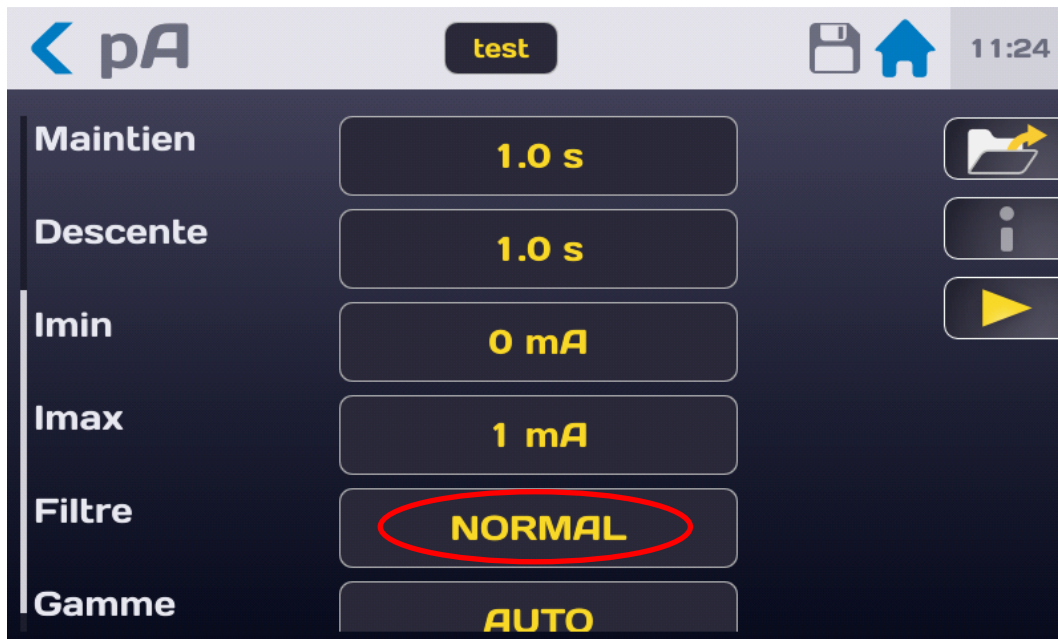 pA
test
11:24
Maintien
1.0 s
Descente
1.0 s
Imin
0 mA
Imax
1 mA
Filtre
NORMAL
Gamme
AUTO